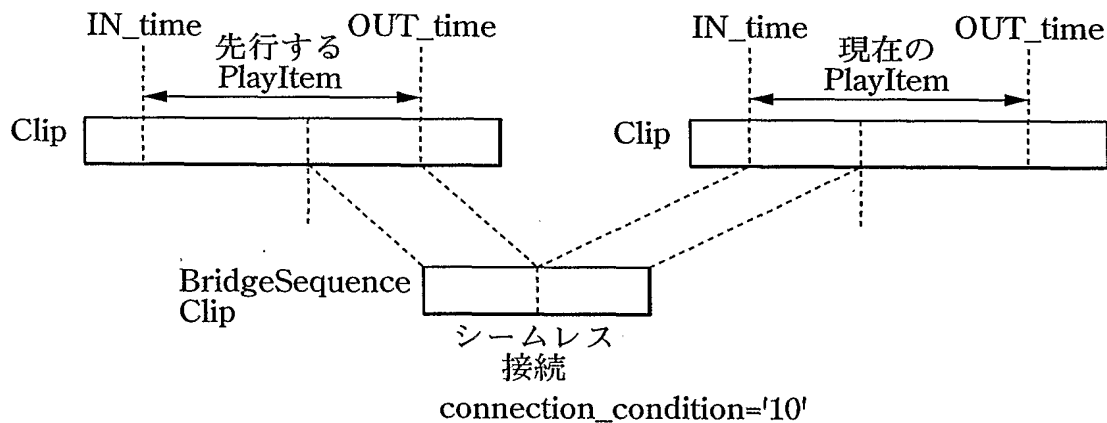 IN_time
OUT_time
先行する
PlayItem
Clip
IN_time
OUT_time
現在の
PlayItem
Clip
BridgeSequence
Clip
シームレス
接続
connection_condition='10'